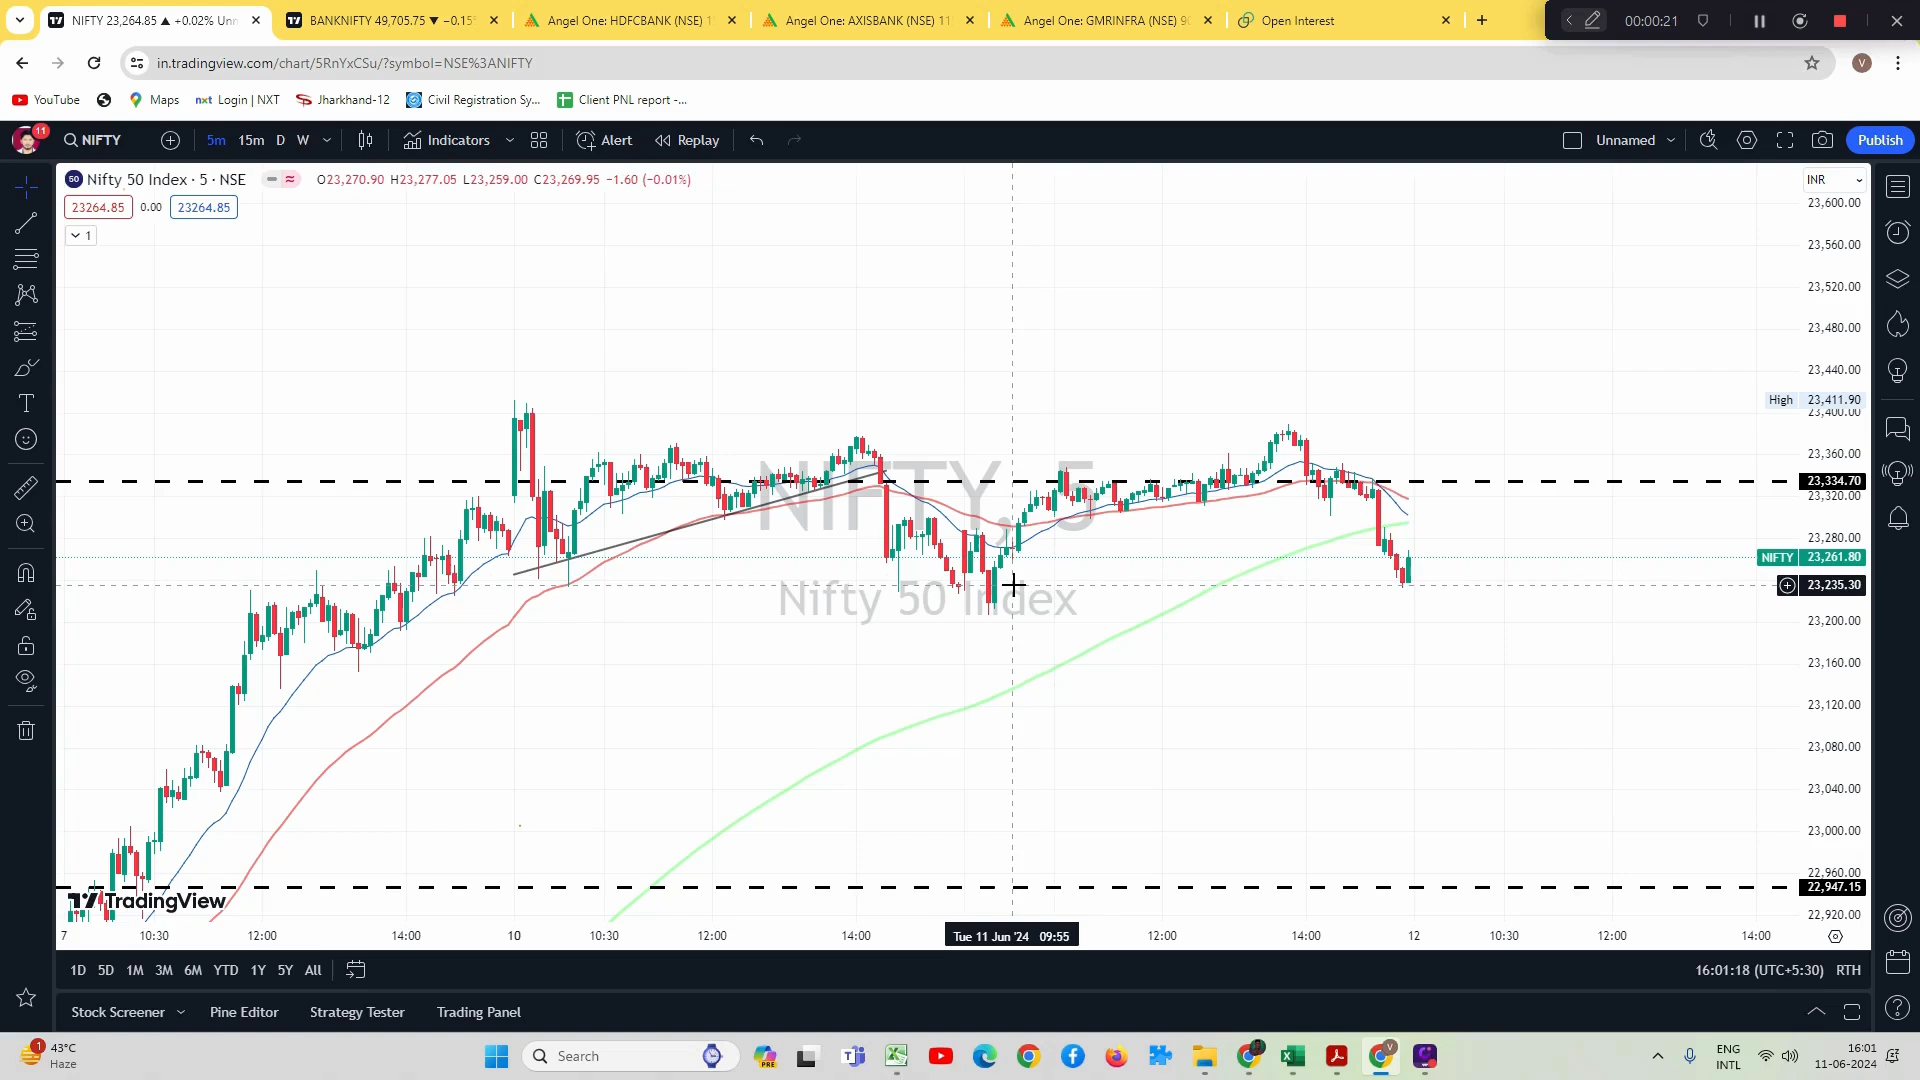 NIFTY 23,264.85 ▲ +0.02% Unn
BANKNIFTY 49,705.75 ▼ −0.15%
Angel One: HDFCBANK (NSE) 1
Angel One: AXISBANK (NSE) 11
Angel One: GMRINFRA (NSE) 90
Open Interest
00:00:21
in.tradingview.com/chart/5RnYxCSu/?symbol=NSE%3ANIFTY
V
YouTube
Maps
nxt Login | NXT
Jharkhand-12
Civil Registration Sy...
Client PNL report -...
11
NIFTY
5m 15m D W
Indicators
Alert
Replay
Unnamed
Publish
50 Nifty 50 Index · 5 · NSE
O23,270.90 H23,277.05 L23,259.00 C23,269.95 −1.60 (−0.01%)
23264.85 0.00 23264.85
1
INR
23,600.00
23,560.00
23,520.00
23,480.00
23,440.00
High 23,411.90
23,400.00
23,360.00
23,334.70
23,320.00
23,280.00
NIFTY 23,261.80
23,235.30
23,200.00
23,160.00
23,120.00
23,080.00
23,040.00
23,000.00
22,960.00
22,947.15
22,920.00
NIFTY, 5
Nifty 50 Index
TradingView
7 10:30 12:00 14:00 10 10:30 12:00 14:00 Tue 11 Jun '24 09:55 12:00 14:00 12 10:30 12:00 14:00
1D 5D 1M 3M 6M YTD 1Y 5Y All
16:01:18 (UTC+5:30) RTH
Stock Screener
Pine Editor
Strategy Tester
Trading Panel
1
43°C
Haze
Search
PRE
V
ENG
INTL
16:01
11-06-2024